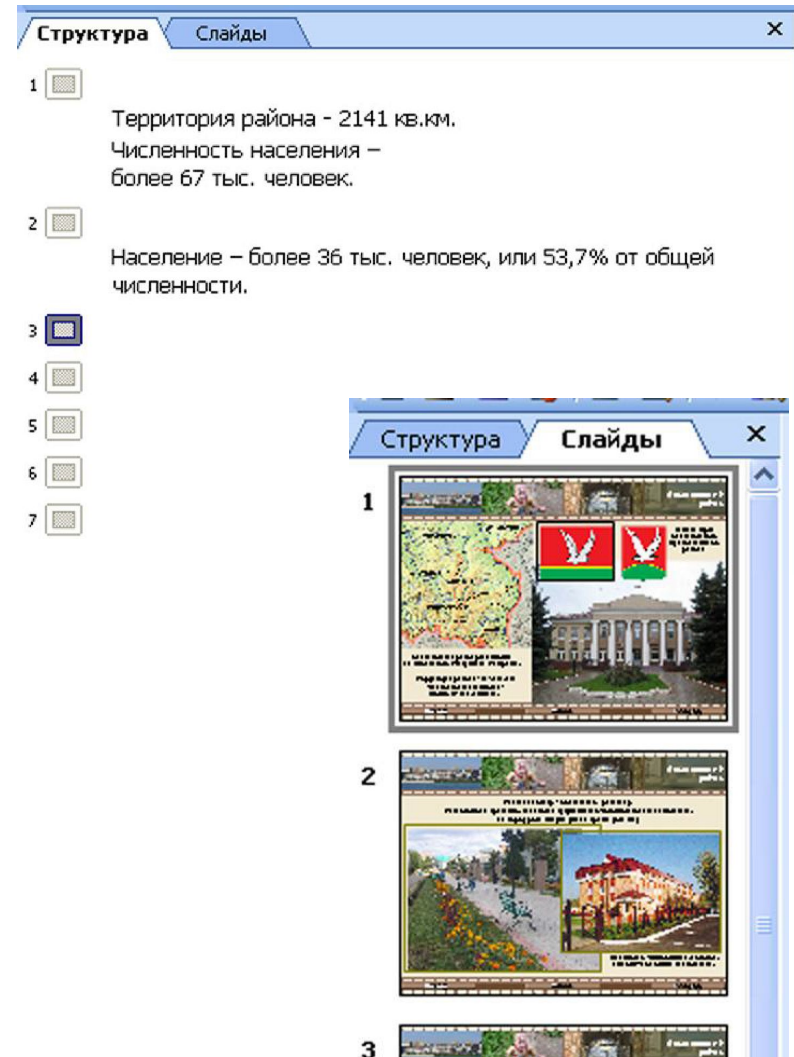 Структура Слайды
1
Территория района - 2141 кв.км.
Численность населения –
более 67 тыс. человек.
2
Население – более 36 тыс. человек, или 53,7% от общей
численности.
3
4
5
6
7
Структура Слайды
1
2
3